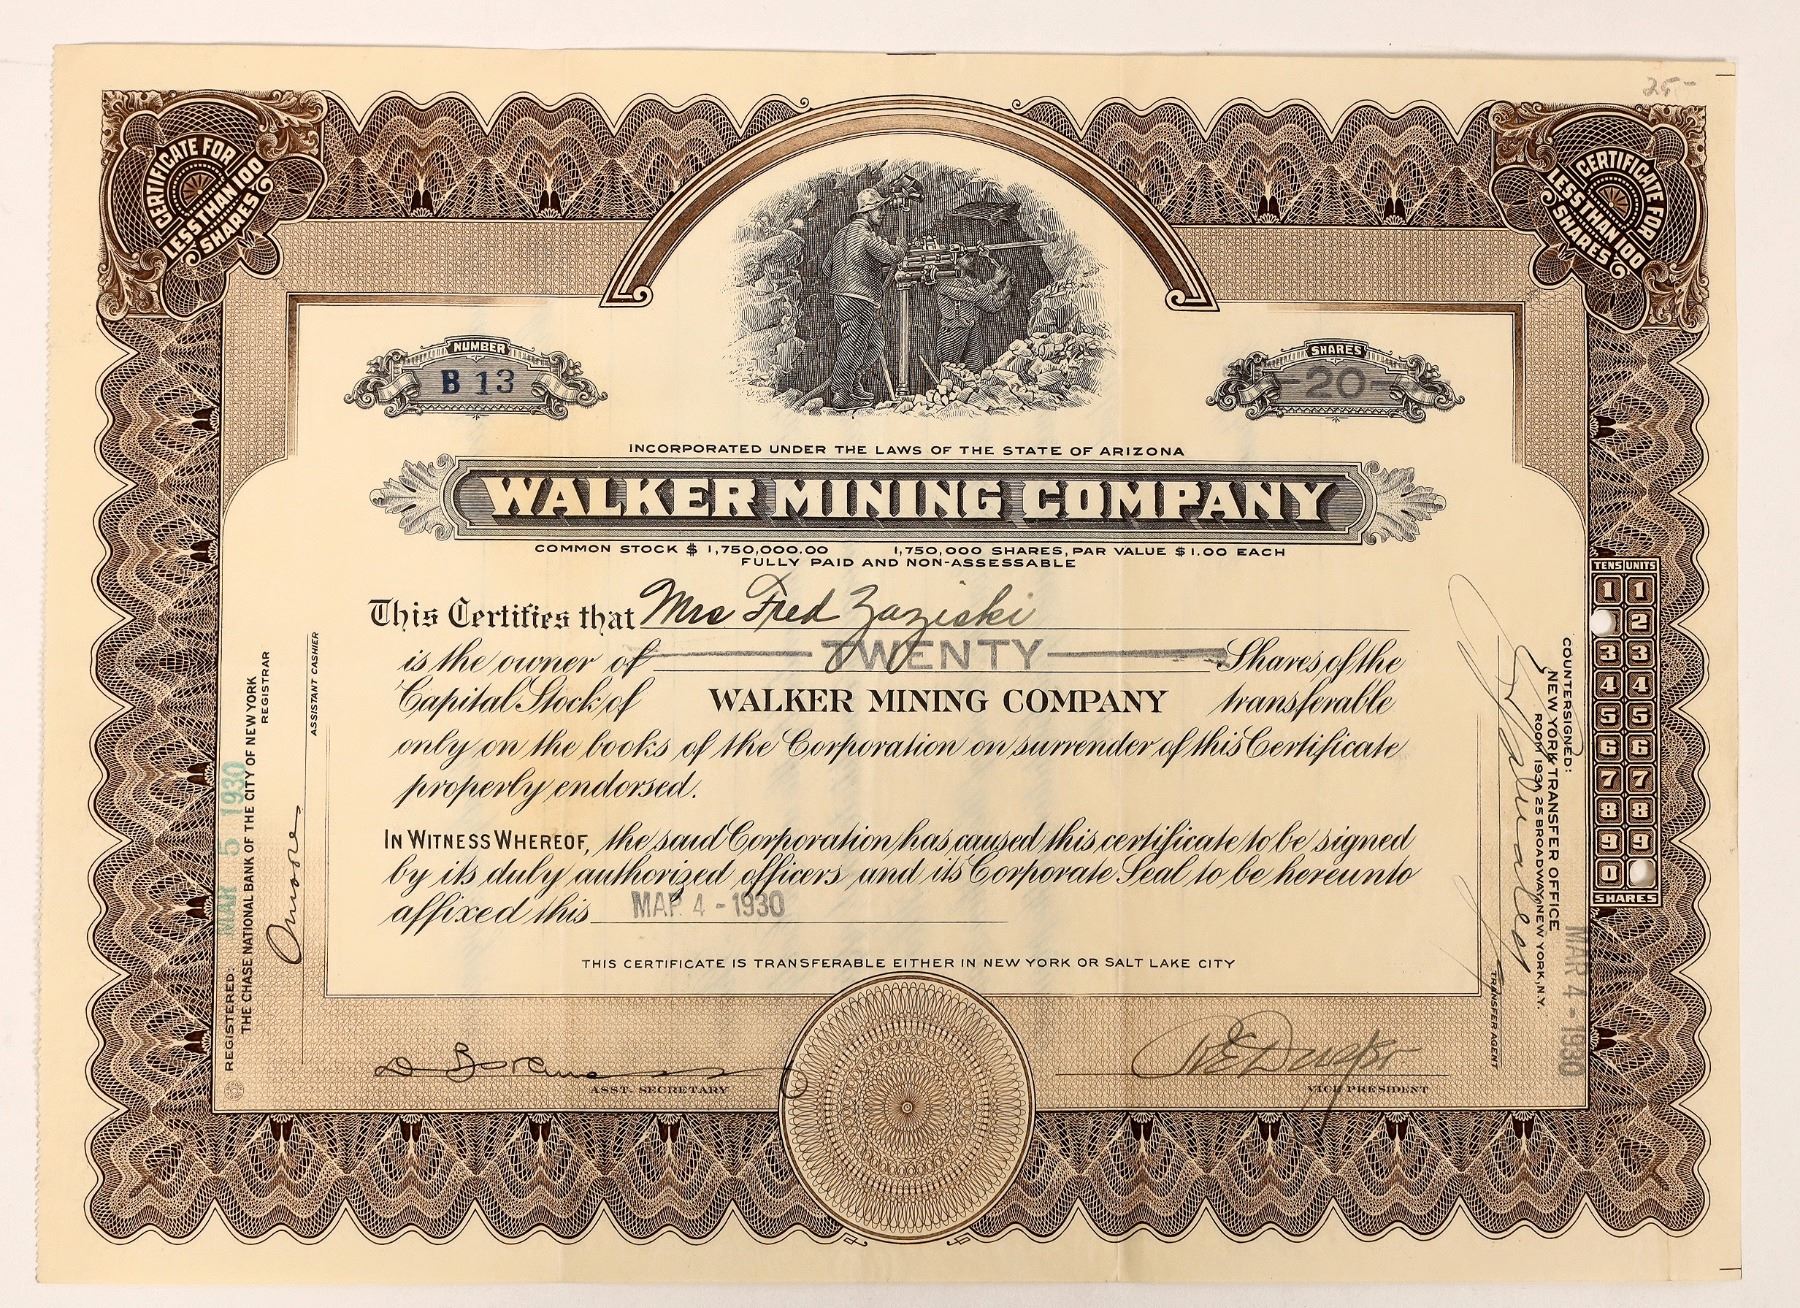 25-
CERTIFICATE FOR
LESS THAN 100
SHARES
CERTIFICATE FOR
LESS THAN 100
SHARES
NUMBER
B 13
SHARES
-20-
INCORPORATED UNDER THE LAWS OF THE STATE OF ARIZONA
WALKER MINING COMPANY
COMMON STOCK $ 1,750,000.00 1,750,000 SHARES, PAR VALUE $1.00 EACH
FULLY PAID AND NON-ASSESSABLE
This Certifies that Mrs Fred Zaziski
is the owner of TWENTY Shares of the
Capital Stock of WALKER MINING COMPANY transferable
only on the books of the Corporation on surrender of this Certificate
properly endorsed.
IN WITNESS WHEREOF, the said Corporation has caused this certificate to be signed
by its duly authorized officers and its Corporate Seal to be hereunto
affixed this MAR 4 - 1930
THIS CERTIFICATE IS TRANSFERABLE EITHER IN NEW YORK OR SALT LAKE CITY
ASST. SECRETARY
VICE PRESIDENT
REGISTERED: MAR 5 1930
THE CHASE NATIONAL BANK OF THE CITY OF NEW YORK
REGISTRAR
ASSISTANT CASHIER
COUNTERSIGNED:
NEW YORK TRANSFER OFFICE
ROOM 1931, 25 BROADWAY, NEW YORK, N.Y.
MAR 4 - 1930
TRANSFER AGENT
TENS UNITS
1 1
2
3 3
4 4
5 5
6 6
7 7
8 8
9 9
0
SHARES